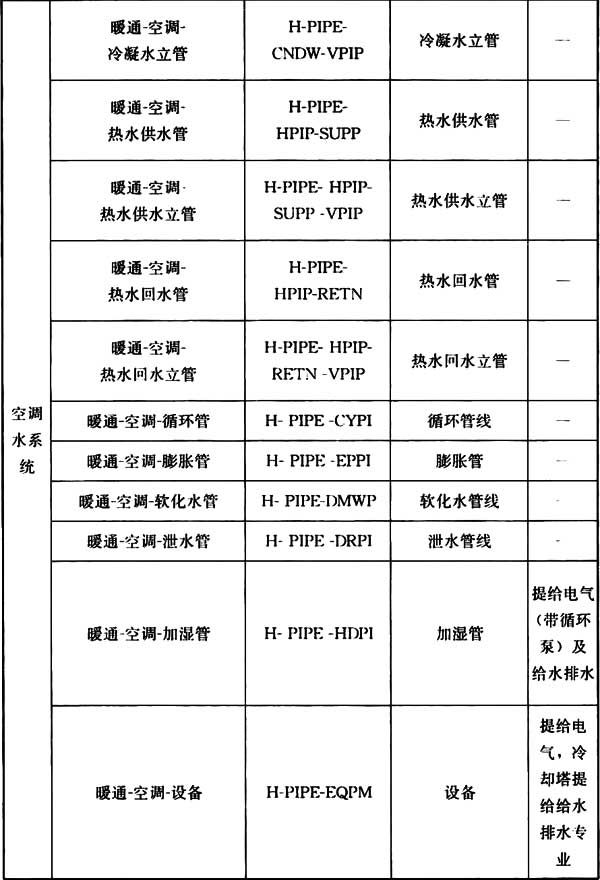 空调
水系
统
暖通-空调-
冷凝水立管
H-PIPE-
CNDW-VPIP
冷凝水立管
—
暖通-空调-
热水供水管
H-PIPE-
HPIP-SUPP
热水供水管
—
暖通-空调-
热水供水立管
H-PIPE- HPIP-
SUPP -VPIP
热水供水立管
—
暖通-空调-
热水回水管
H-PIPE-
HPIP-RETN
热水回水管
—
暖通-空调-
热水回水立管
H-PIPE- HPIP-
RETN -VPIP
热水回水立管
—
暖通-空调-循环管
H- PIPE -CYPI
循环管线
—
暖通-空调-膨胀管
H- PIPE -EPPI
膨胀管
—
暖通-空调-软化水管
H- PIPE-DMWP
软化水管线
-
暖通-空调-泄水管
H- PIPE -DRPI
泄水管线
-
暖通-空调-加湿管
H- PIPE -HDPI
加湿管
提给电气
（带循环
泵）及
给水排水
暖通-空调-设备
H-PIPE-EQPM
设备
提给电
气，冷
却塔提
给给水
排水专
业